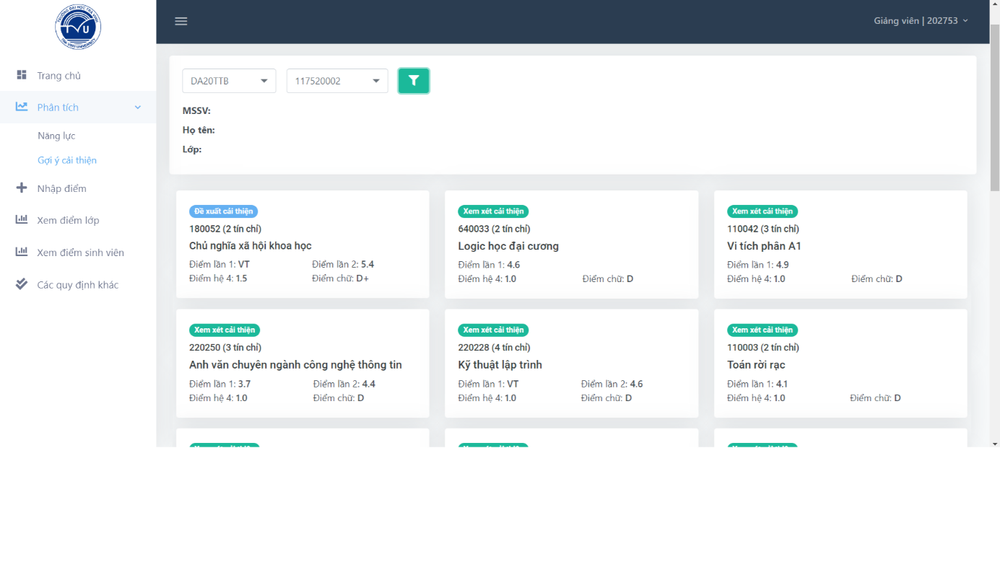 TRƯỜNG ĐẠI HỌC TRÀ VINH
TVU
TRA VINH UNIVERSITY
Giảng viên | 202753
Trang chủ
Phân tích
Năng lực
Gợi ý cải thiện
Nhập điểm
Xem điểm lớp
Xem điểm sinh viên
Các quy định khác
DA20TTB
117520002
MSSV:
Họ tên:
Lớp:
Đề xuất cải thiện
180052 (2 tín chỉ)
Chủ nghĩa xã hội khoa học
Điểm lần 1: VT Điểm lần 2: 5.4
Điểm hệ 4: 1.5 Điểm chữ: D+
Xem xét cải thiện
640033 (2 tín chỉ)
Logic học đại cương
Điểm lần 1: 4.6
Điểm hệ 4: 1.0 Điểm chữ: D
Xem xét cải thiện
110042 (3 tín chỉ)
Vi tích phân A1
Điểm lần 1: 4.9
Điểm hệ 4: 1.0 Điểm chữ: D
Xem xét cải thiện
220250 (3 tín chỉ)
Anh văn chuyên ngành công nghệ thông tin
Điểm lần 1: 3.7 Điểm lần 2: 4.4
Điểm hệ 4: 1.0 Điểm chữ: D
Xem xét cải thiện
220228 (4 tín chỉ)
Kỹ thuật lập trình
Điểm lần 1: VT Điểm lần 2: 4.6
Điểm hệ 4: 1.0 Điểm chữ: D
Xem xét cải thiện
110003 (2 tín chỉ)
Toán rời rạc
Điểm lần 1: 4.1
Điểm hệ 4: 1.0 Điểm chữ: D